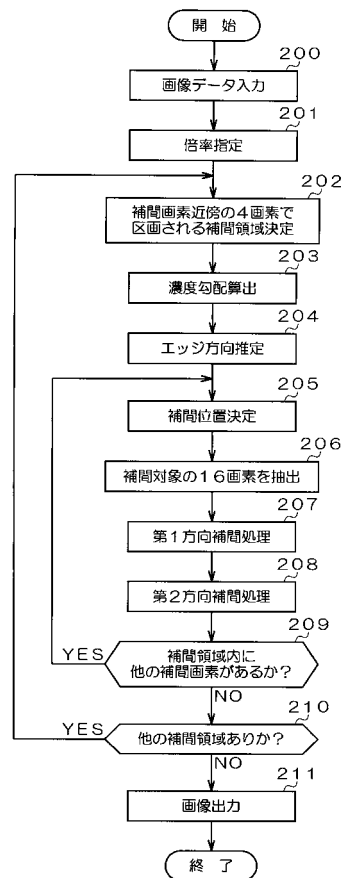 開 始
200
画像データ入力
201
倍率指定
202
補間画素近傍の4画素で
区画される補間領域決定
203
濃度勾配算出
204
エッジ方向推定
205
補間位置決定
206
補間対象の16画素を抽出
207
第1方向補間処理
208
第2方向補間処理
209
YES
補間領域内に
他の補間画素があるか?
NO
210
YES
他の補間領域ありか?
NO
211
画像出力
終 了